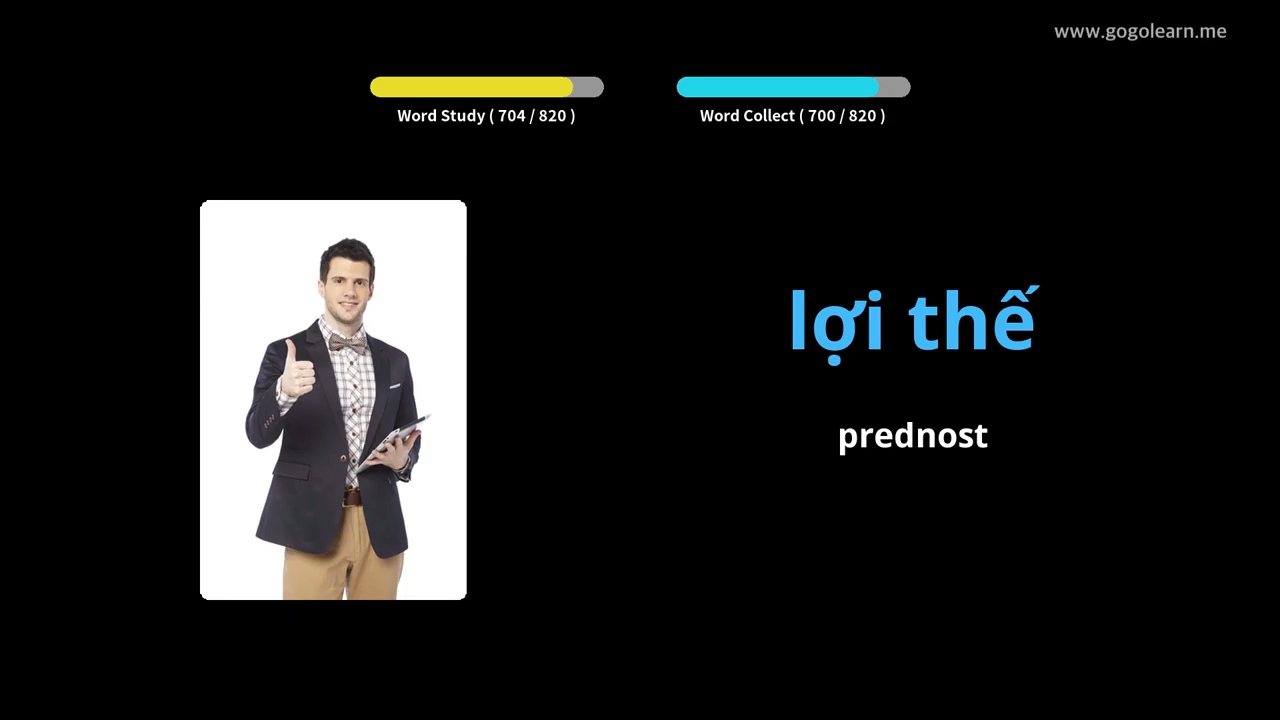 www.gogolearn.me
Word Study ( 704 / 820 )
Word Collect ( 700 / 820 )
lợi thế
prednost